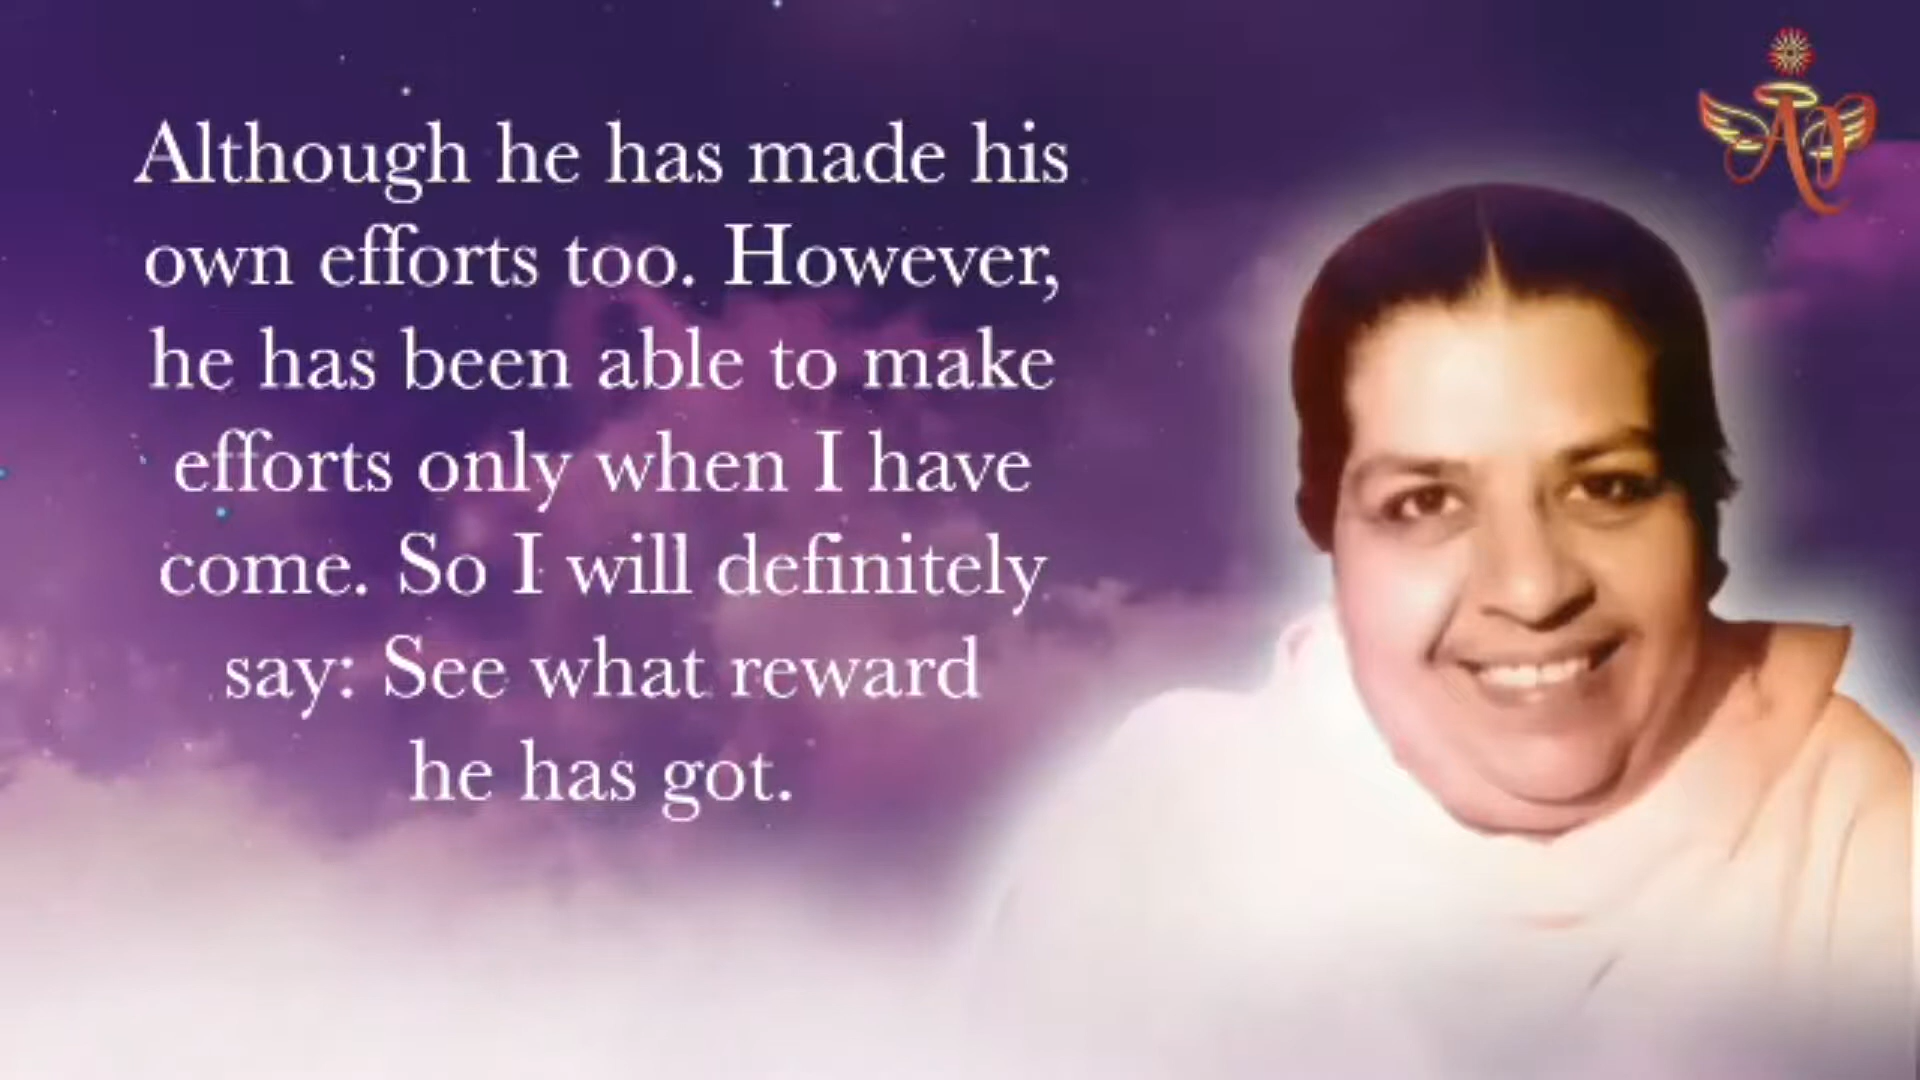 Although he has made his
own efforts too. However,
he has been able to make
efforts only when I have
come. So I will definitely
say: See what reward
he has got.